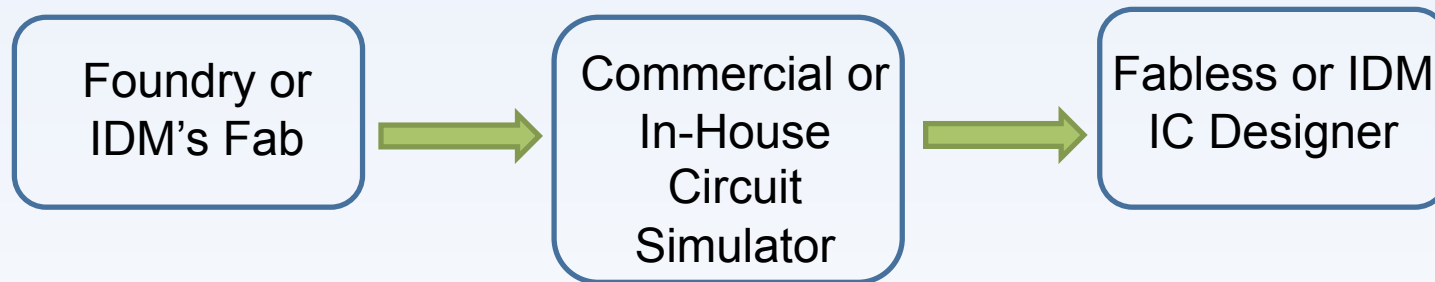 Foundry or
IDM's Fab
Commercial or
In-House
Circuit
Simulator
Fabless or IDM
IC Designer